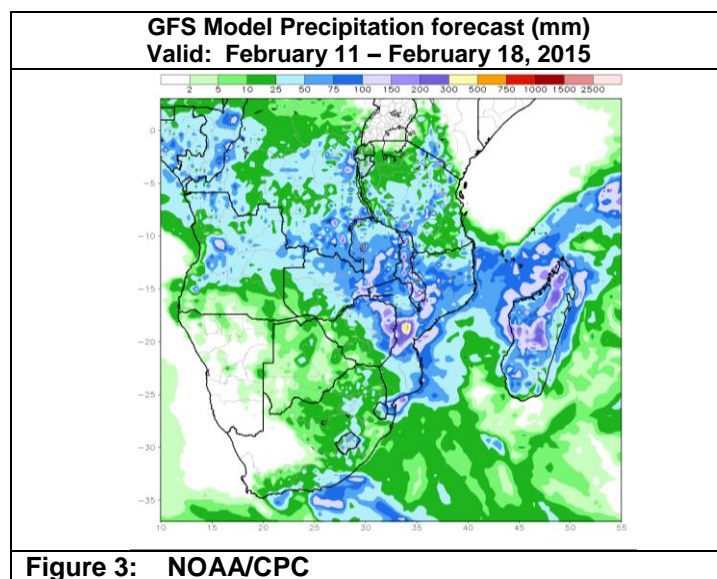 GFS Model Precipitation forecast (mm)
Valid: February 11 – February 18, 2015
2 5 10 25 50 75 100 150 200 300 500 750 1000 1500 2500
0
-5
-10
-15
-20
-25
-30
-35
10 15 20 25 30 35 40 45 50 55
Figure 3: NOAA/CPC